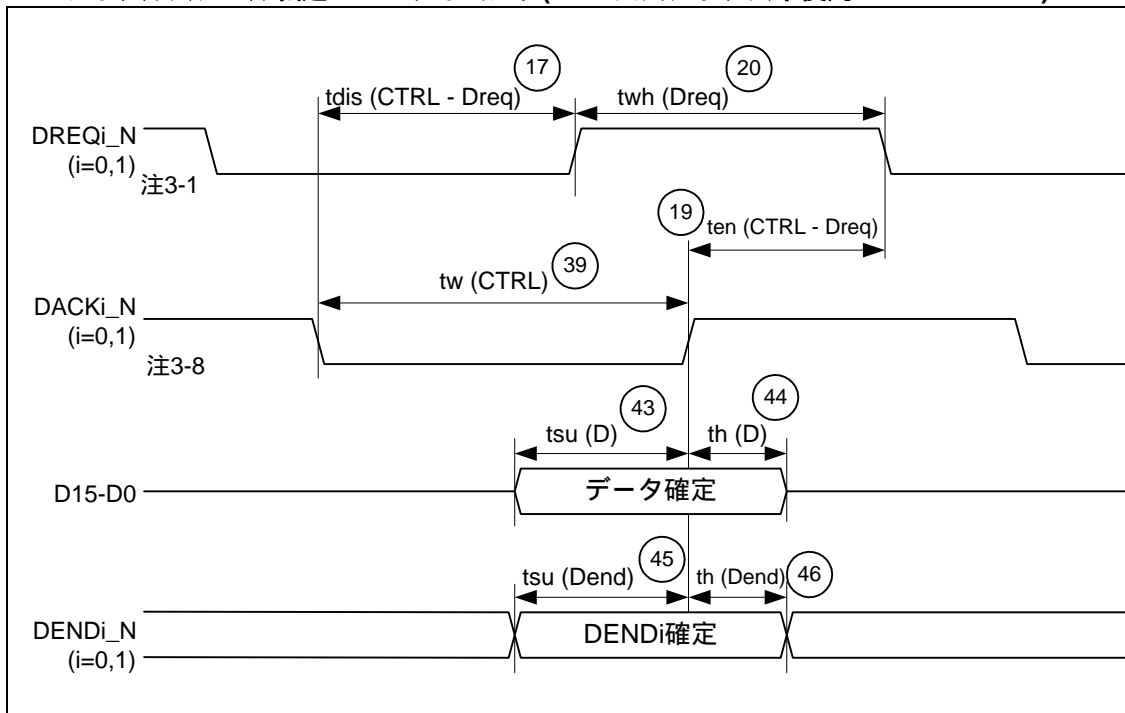 17
20
tdis (CTRL - Dreq)
twh (Dreq)
DREQi_N
(i=0,1)
注3-1
19
ten (CTRL - Dreq)
39
tw (CTRL)
DACKi_N
(i=0,1)
注3-8
43
44
tsu (D)
th (D)
D15-D0
データ確定
45
46
tsu (Dend)
th (Dend)
DENDi_N
(i=0,1)
DENDi確定